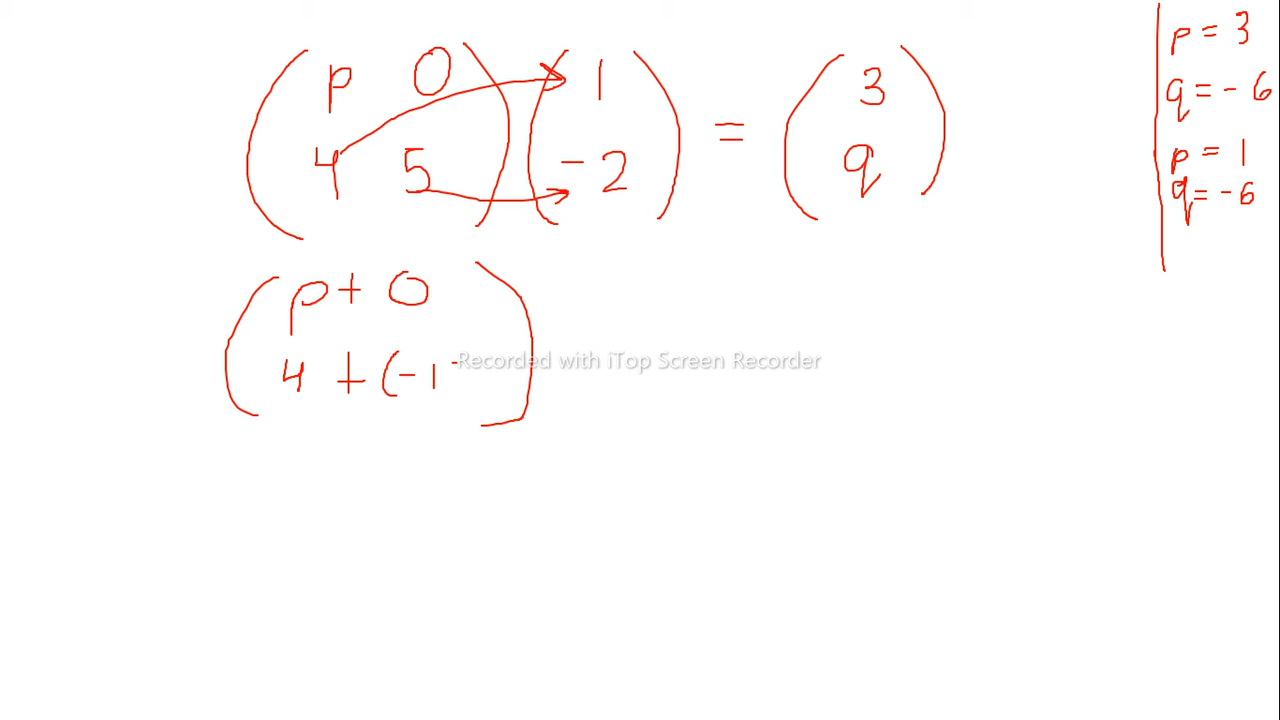 ( p 0 ) ( 1 ) = ( 3 )
( 4 5 ) ( -2 ) ( q )
( p + 0 )
( 4 + (-1 )
Recorded with iTop Screen Recorder
p = 3
q = -6
p = 1
q = -6